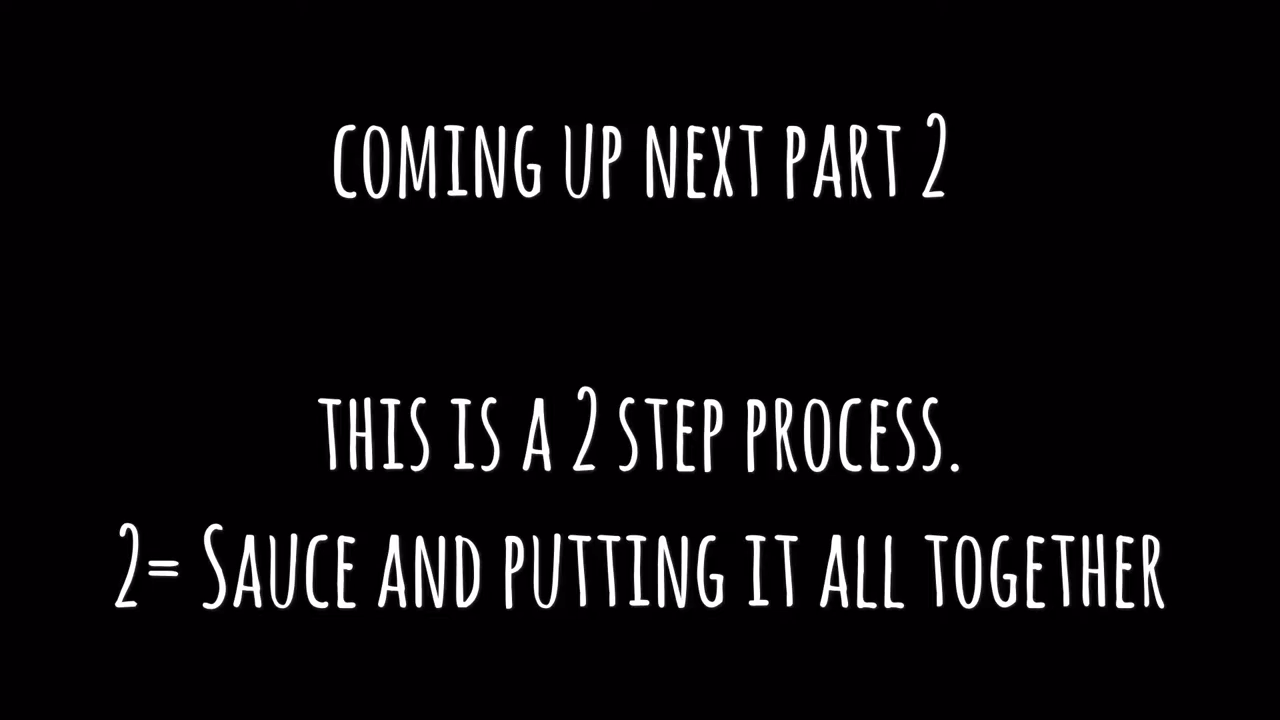 COMING UP NEXT PART 2
THIS IS A 2 STEP PROCESS.
2= SAUCE AND PUTTING IT ALL TOGETHER